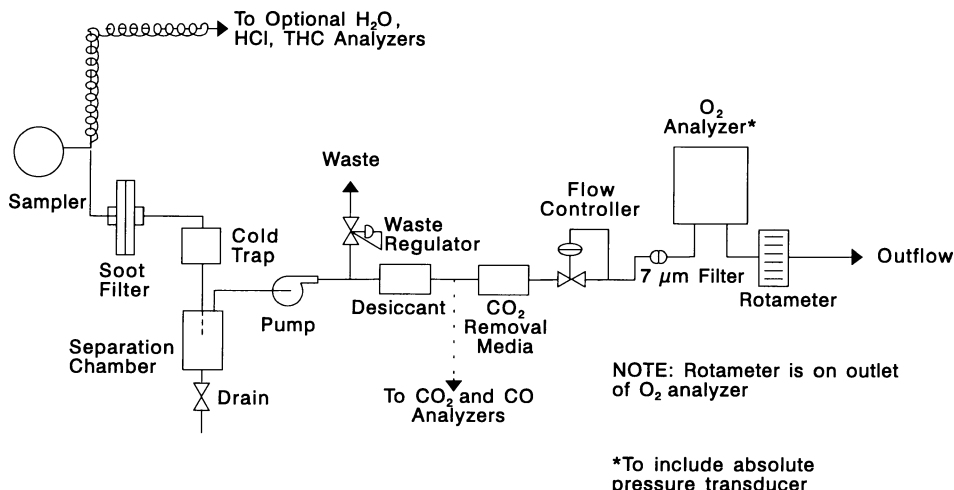 To Optional H₂O,
HCl, THC Analyzers
Sampler
Soot
Filter
Cold
Trap
Separation
Chamber
Drain
Pump
Waste
Waste
Regulator
Desiccant
To CO₂ and CO
Analyzers
CO₂
Removal
Media
Flow
Controller
7 μm Filter
O₂
Analyzer*
Rotameter
Outflow
NOTE: Rotameter is on outlet
of O₂ analyzer
*To include absolute
pressure transducer